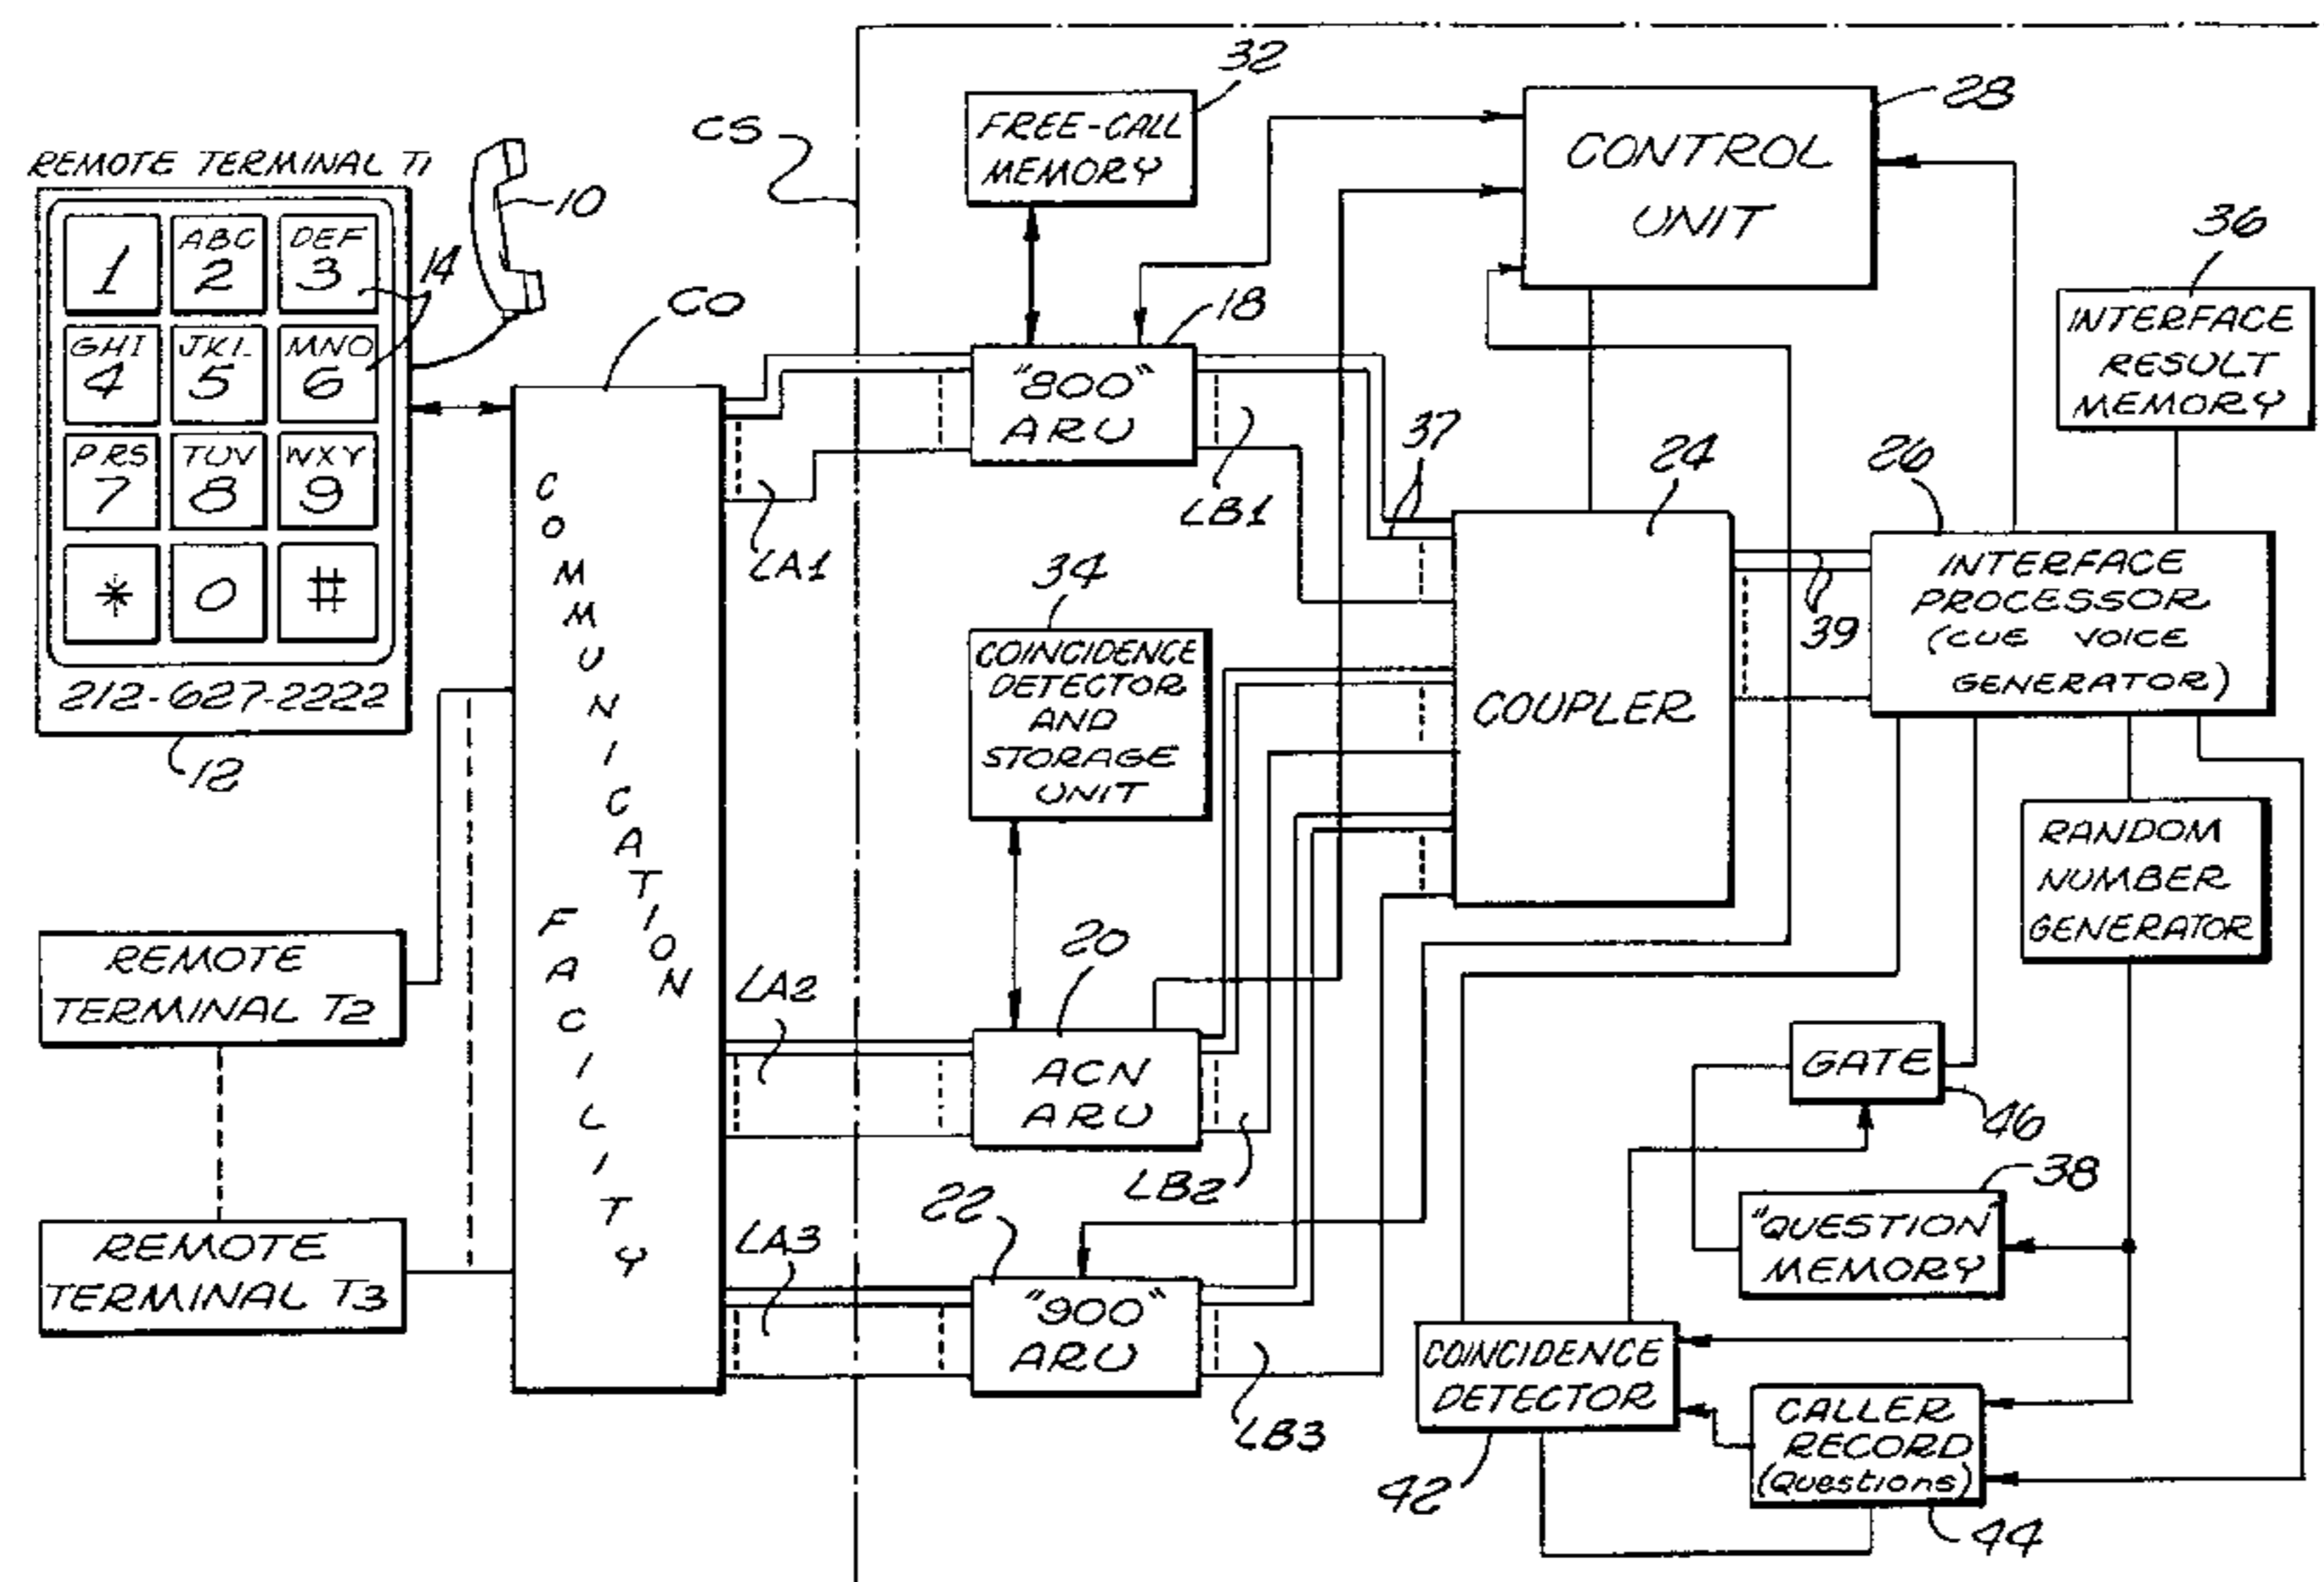 CS
32
FREE-CALL
MEMORY
28
CONTROL
UNIT
REMOTE TERMINAL T1
10
14
1
ABC
2
DEF
3
GHI
4
JKL
5
MNO
6
PRS
7
TUV
8
WXY
9
*
0
#
212-627-2222
12
CO
COMMUNICATION
FACILITY
18
"800"
ARU
LA1
LB1
37
36
INTERFACE
RESULT
MEMORY
24
COUPLER
26
39
INTERFACE
PROCESSOR
(CUE VOICE
GENERATOR)
34
COINCIDENCE
DETECTOR
AND
STORAGE
UNIT
RANDOM
NUMBER
GENERATOR
REMOTE
TERMINAL T2
LA2
20
ACN
ARU
LB2
GATE
46
38
"QUESTION"
MEMORY
REMOTE
TERMINAL T3
LA3
22
"900"
ARU
LB3
COINCIDENCE
DETECTOR
42
CALLER
RECORD
(Questions)
44